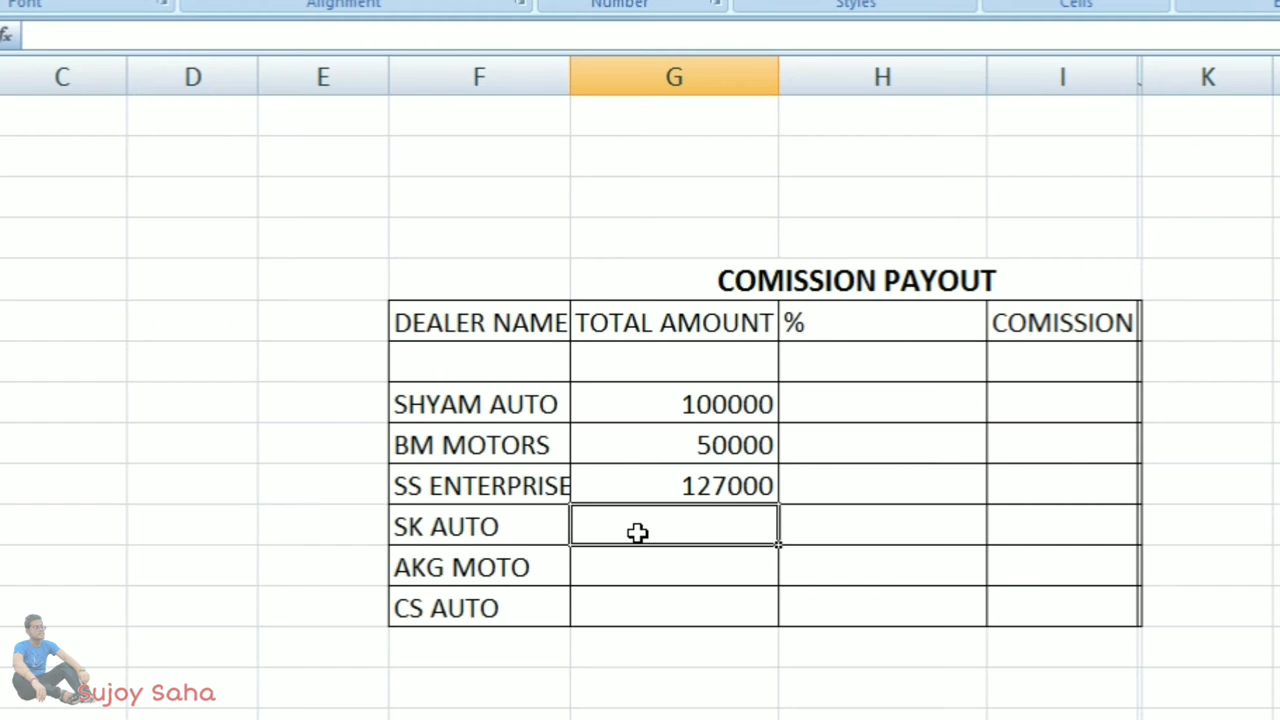 Font Alignment Number Styles Cells
fx
C D E F G H I K
COMISSION PAYOUT
DEALER NAME TOTAL AMOUNT % COMISSION
SHYAM AUTO 100000
BM MOTORS 50000
SS ENTERPRISE 127000
SK AUTO
AKG MOTO
CS AUTO
Sujoy Saha